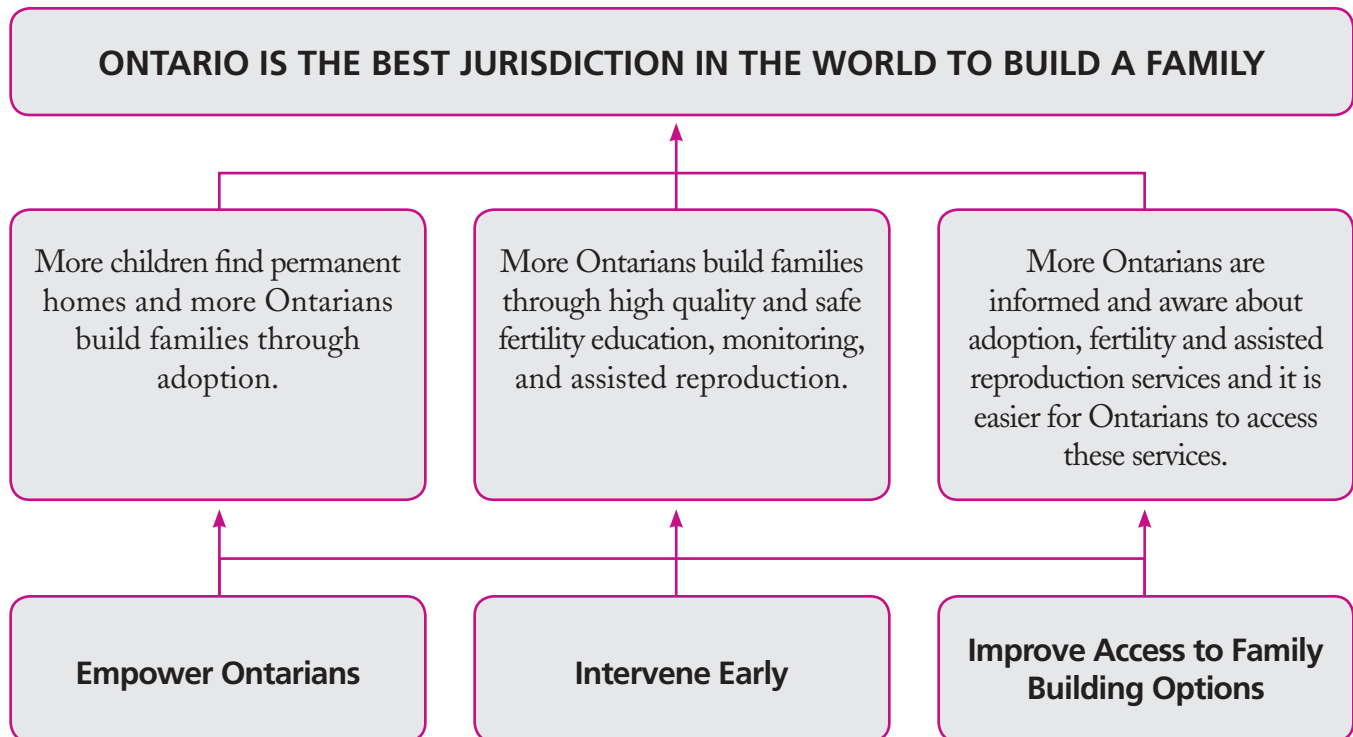 ONTARIO IS THE BEST JURISDICTION IN THE WORLD TO BUILD A FAMILY
More children find permanent
homes and more Ontarians
build families through
adoption.
More Ontarians build families
through high quality and safe
fertility education, monitoring,
and assisted reproduction.
More Ontarians are
informed and aware about
adoption, fertility and assisted
reproduction services and it is
easier for Ontarians to access
these services.
Empower Ontarians
Intervene Early
Improve Access to Family
Building Options